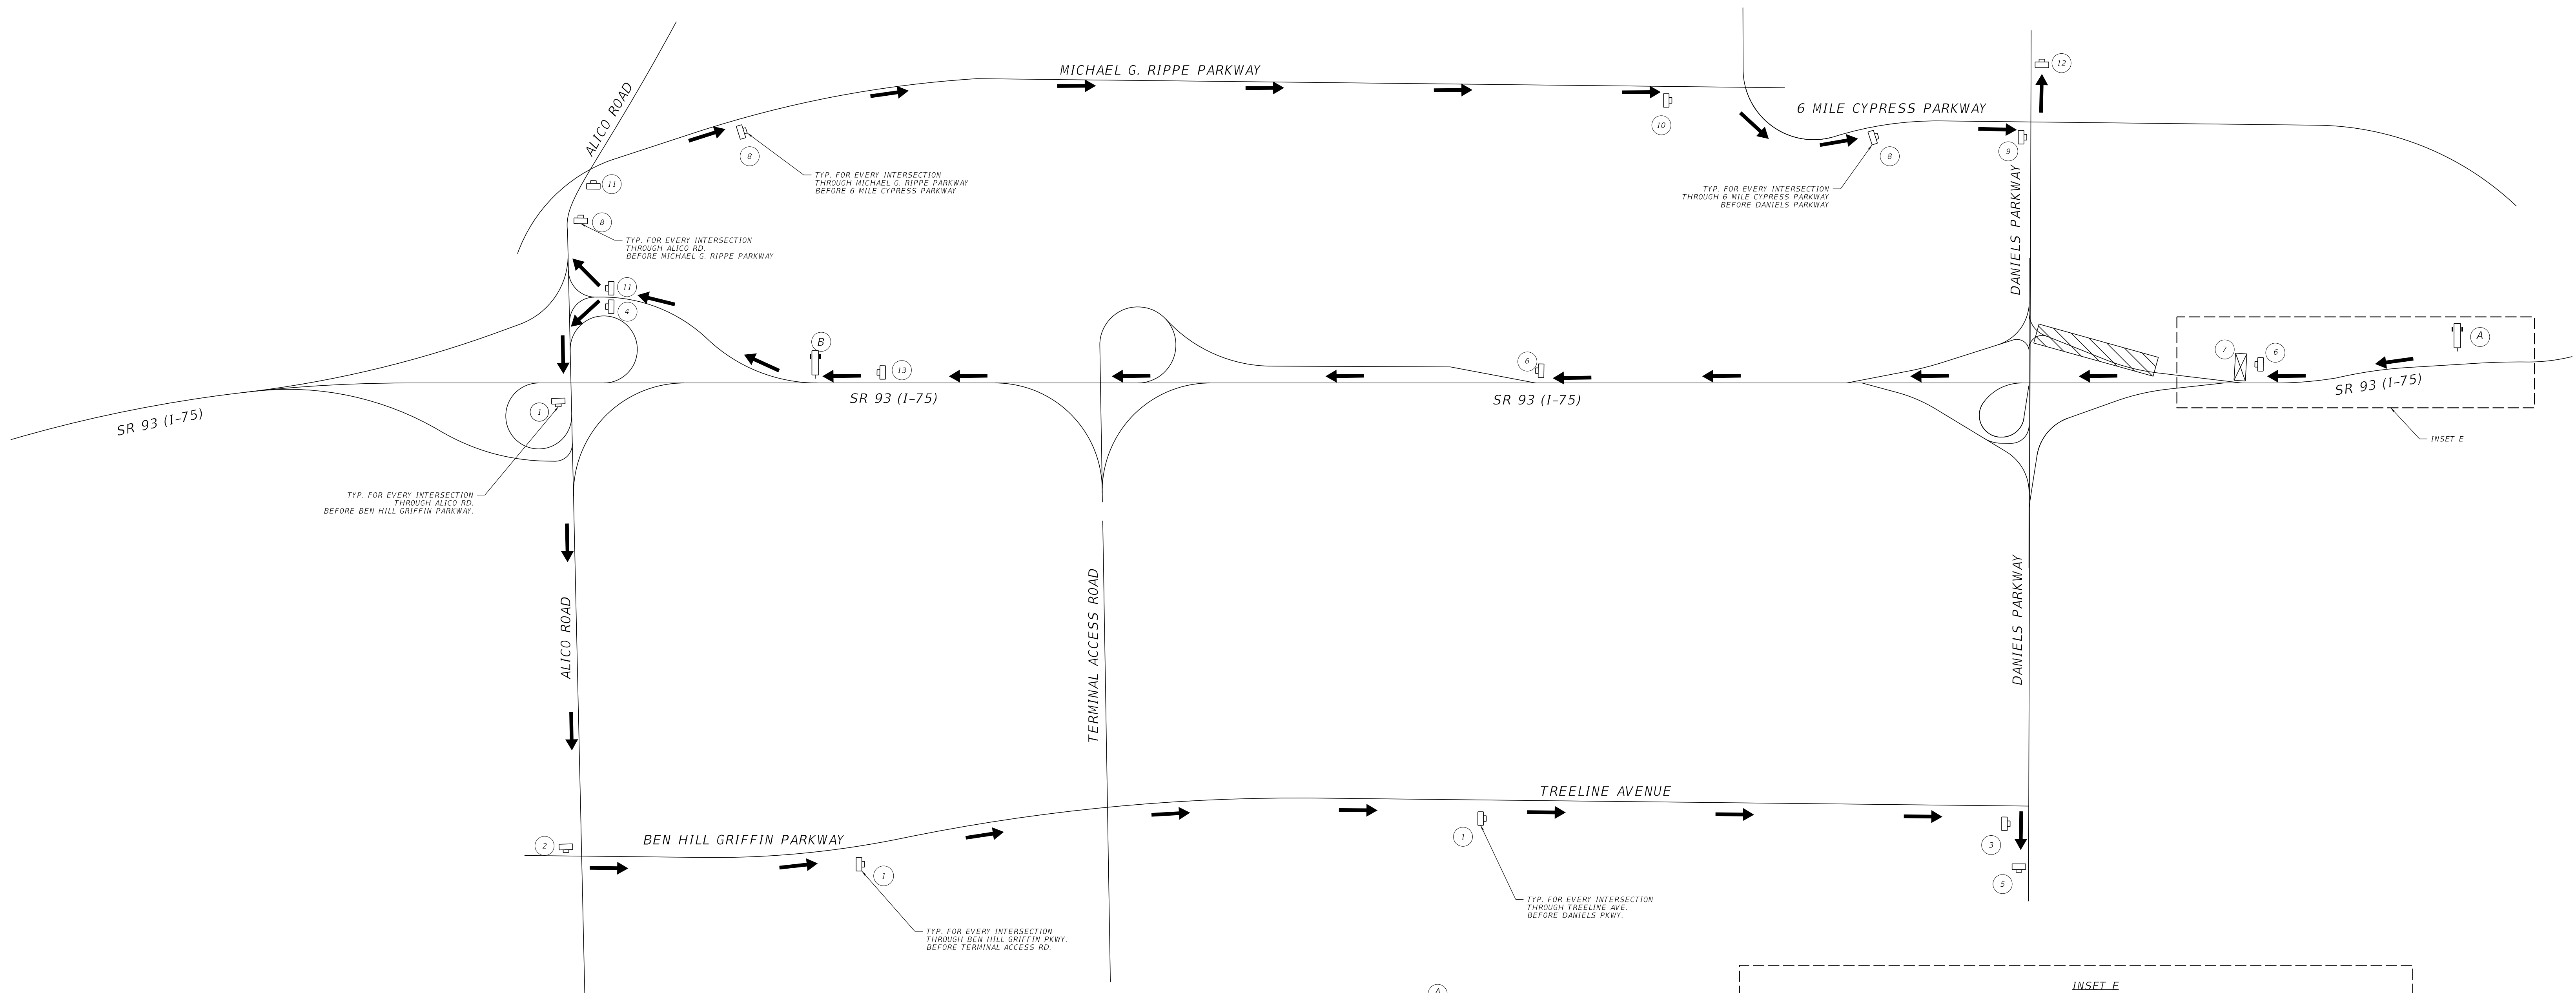 MICHAEL G. RIPPE PARKWAY
ALICO ROAD
6 MILE CYPRESS PARKWAY
12
10
8
TYP. FOR EVERY INTERSECTION
THROUGH MICHAEL G. RIPPE PARKWAY
BEFORE 6 MILE CYPRESS PARKWAY
8
9
TYP. FOR EVERY INTERSECTION
THROUGH 6 MILE CYPRESS PARKWAY
BEFORE DANIELS PARKWAY
DANIELS PARKWAY
11
8
TYP. FOR EVERY INTERSECTION
THROUGH ALICO RD.
BEFORE MICHAEL G. RIPPE PARKWAY
11
4
B
13
6
7
6
A
SR 93 (I-75)
SR 93 (I-75)
SR 93 (I-75)
SR 93 (I-75)
1
INSET E
TYP. FOR EVERY INTERSECTION
THROUGH ALICO RD.
BEFORE BEN HILL GRIFFIN PARKWAY.
ALICO ROAD
TERMINAL ACCESS ROAD
DANIELS PARKWAY
TREELINE AVENUE
BEN HILL GRIFFIN PARKWAY
2
1
1
3
5
TYP. FOR EVERY INTERSECTION
THROUGH TREELINE AVE.
BEFORE DANIELS PKWY.
TYP. FOR EVERY INTERSECTION
THROUGH BEN HILL GRIFFIN PKWY.
BEFORE TERMINAL ACCESS RD.
A
INSET E